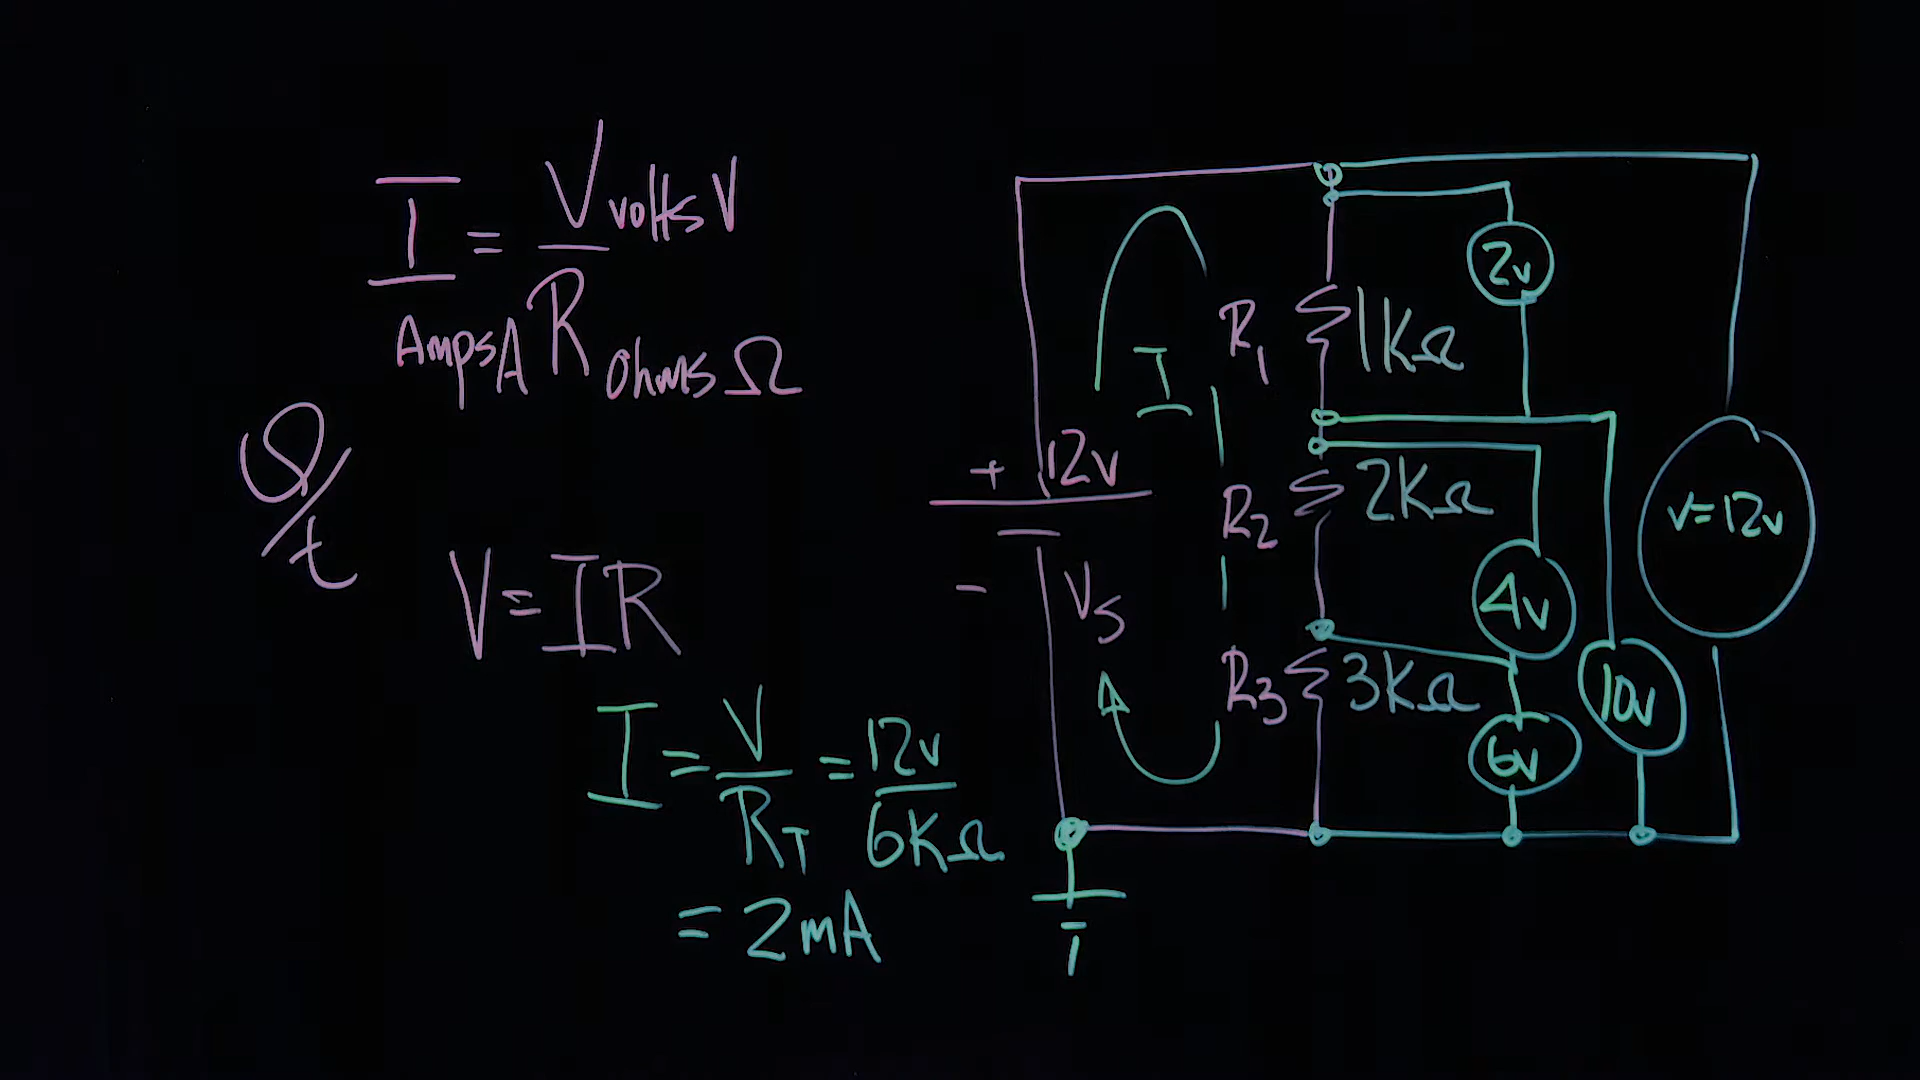 I = V volts V
Amps A R ohms Ω
Q/t
V = IR
I = V/R_T = 12v/6KΩ
= 2mA
+ 12v
- Vs
I
R1 1KΩ
R2 2KΩ
R3 3KΩ
2v
4v
6v
10v
v=12v